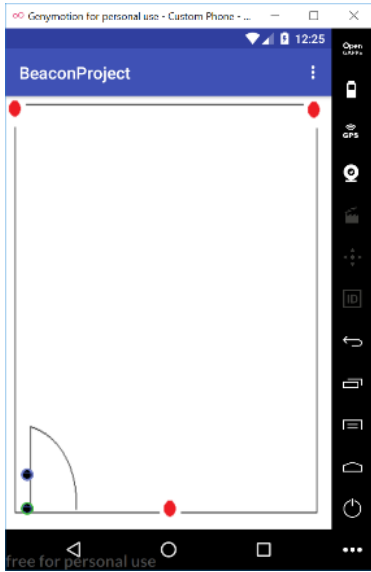 Genymotion for personal use - Custom Phone - ...
12:25
Open
GAPPS
BeaconProject
GPS
ID
free for personal use